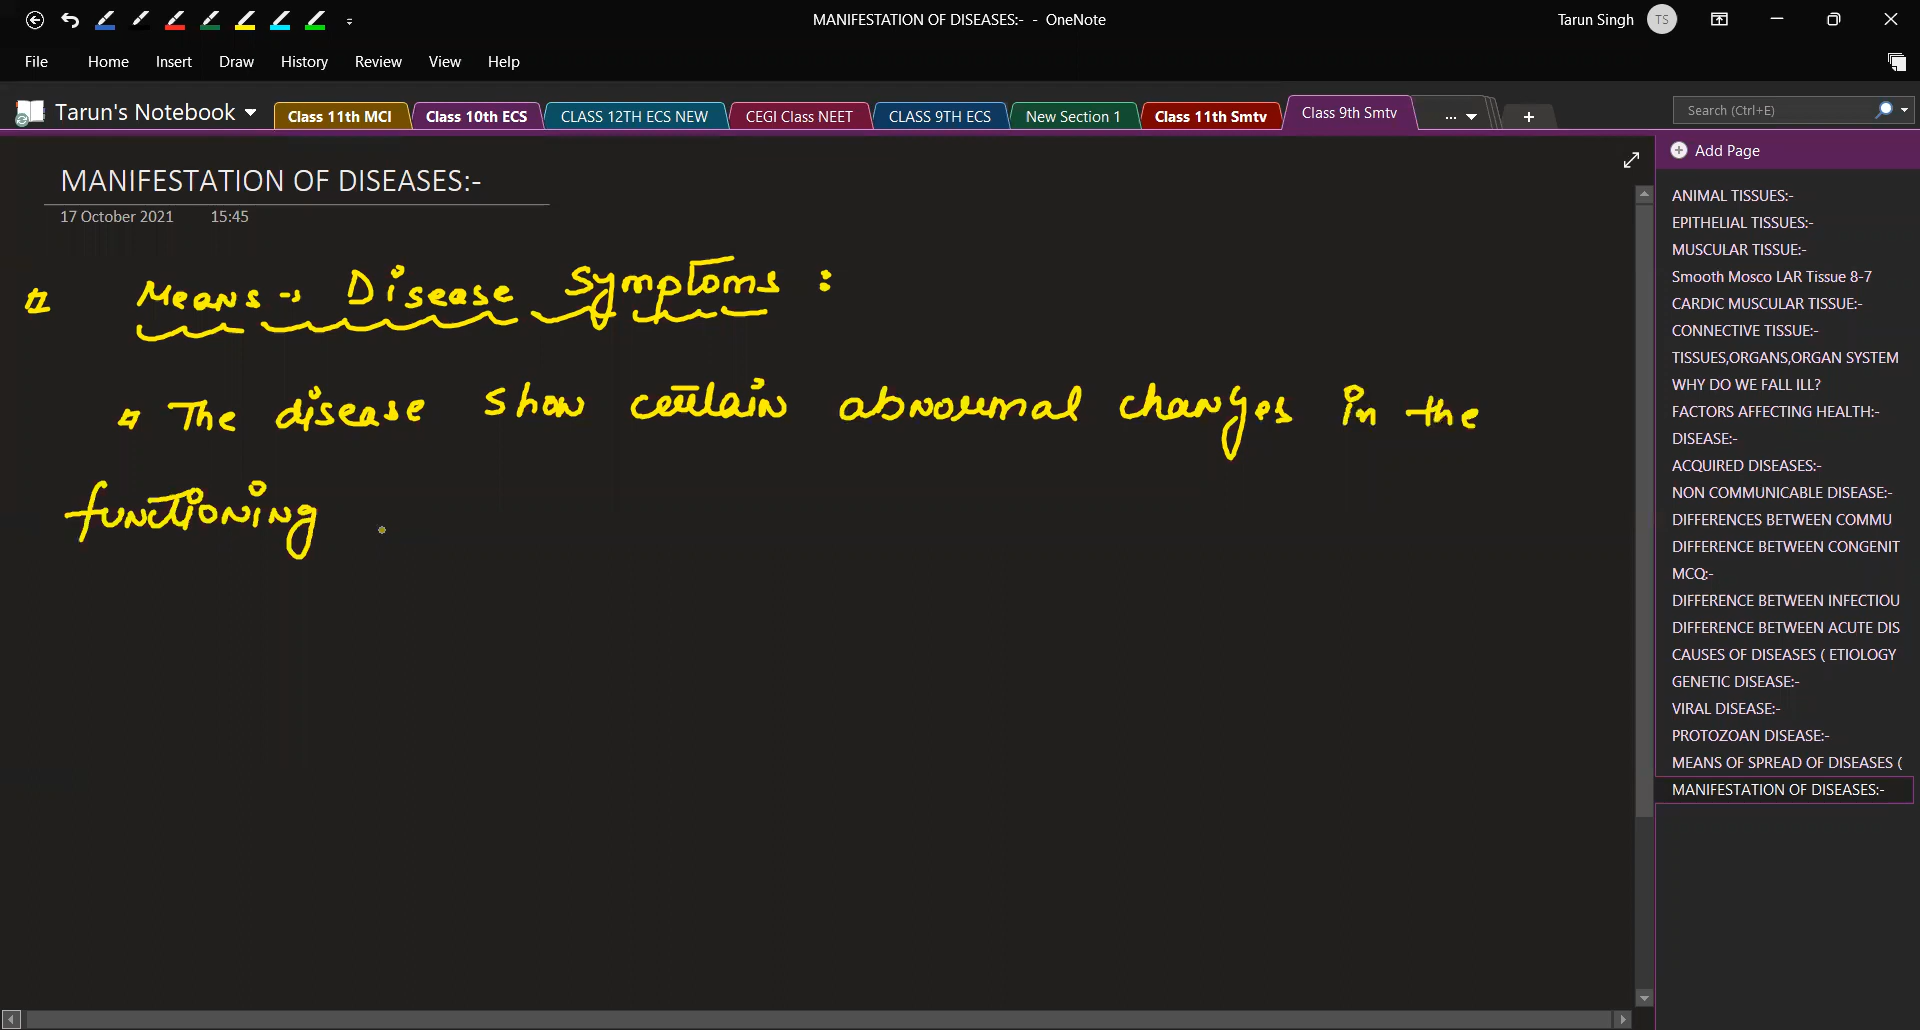 MANIFESTATION OF DISEASES:- - OneNote
Tarun Singh TS
File Home Insert Draw History Review View Help
Tarun's Notebook Class 11th MCI Class 10th ECS CLASS 12TH ECS NEW CEGI Class NEET CLASS 9TH ECS New Section 1 Class 11th Smtv Class 9th Smtv ... + Search (Ctrl+E)
MANIFESTATION OF DISEASES:-
17 October 2021 15:45
Means → Disease Symptoms :
The disease show certain abnormal changes in the
functioning
Add Page
ANIMAL TISSUES:-
EPITHELIAL TISSUES:-
MUSCULAR TISSUE:-
Smooth Mosco LAR Tissue 8-7
CARDIC MUSCULAR TISSUE:-
CONNECTIVE TISSUE:-
TISSUES,ORGANS,ORGAN SYSTEM
WHY DO WE FALL ILL?
FACTORS AFFECTING HEALTH:-
DISEASE:-
ACQUIRED DISEASES:-
NON COMMUNICABLE DISEASE:-
DIFFERENCES BETWEEN COMMU
DIFFERENCE BETWEEN CONGENIT
MCQ:-
DIFFERENCE BETWEEN INFECTIOU
DIFFERENCE BETWEEN ACUTE DIS
CAUSES OF DISEASES ( ETIOLOGY
GENETIC DISEASE:-
VIRAL DISEASE:-
PROTOZOAN DISEASE:-
MEANS OF SPREAD OF DISEASES (
MANIFESTATION OF DISEASES:-